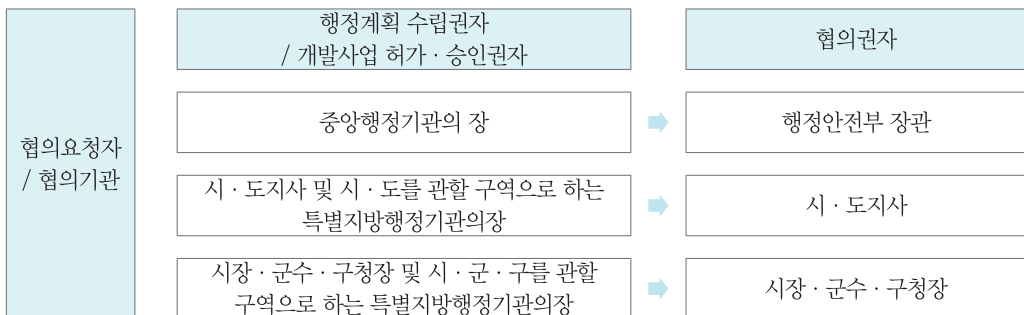 행정계획 수립권자
/ 개발사업 허가 · 승인권자
협의권자
협의요청자
/ 협의기관
중앙행정기관의 장
행정안전부 장관
시 · 도지사 및 시 · 도를 관할 구역으로 하는
특별지방행정기관의장
시 · 도지사
시장 · 군수 · 구청장 및 시 · 군 · 구를 관할
구역으로 하는 특별지방행정기관의장
시장 · 군수 · 구청장